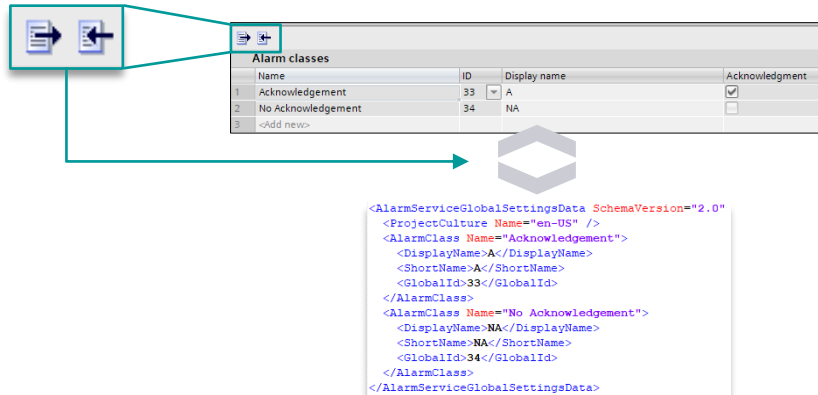 Alarm classes
Name ID Display name Acknowledgment
1 Acknowledgement 33 A
2 No Acknowledgement 34 NA
3 <Add new>
<AlarmServiceGlobalSettingsData SchemaVersion="2.0"
<ProjectCulture Name="en-US" />
<AlarmClass Name="Acknowledgement">
<DisplayName>A</DisplayName>
<ShortName>A</ShortName>
<GlobalId>33</GlobalId>
</AlarmClass>
<AlarmClass Name="No Acknowledgement">
<DisplayName>NA</DisplayName>
<ShortName>NA</ShortName>
<GlobalId>34</GlobalId>
</AlarmClass>
</AlarmServiceGlobalSettingsData>